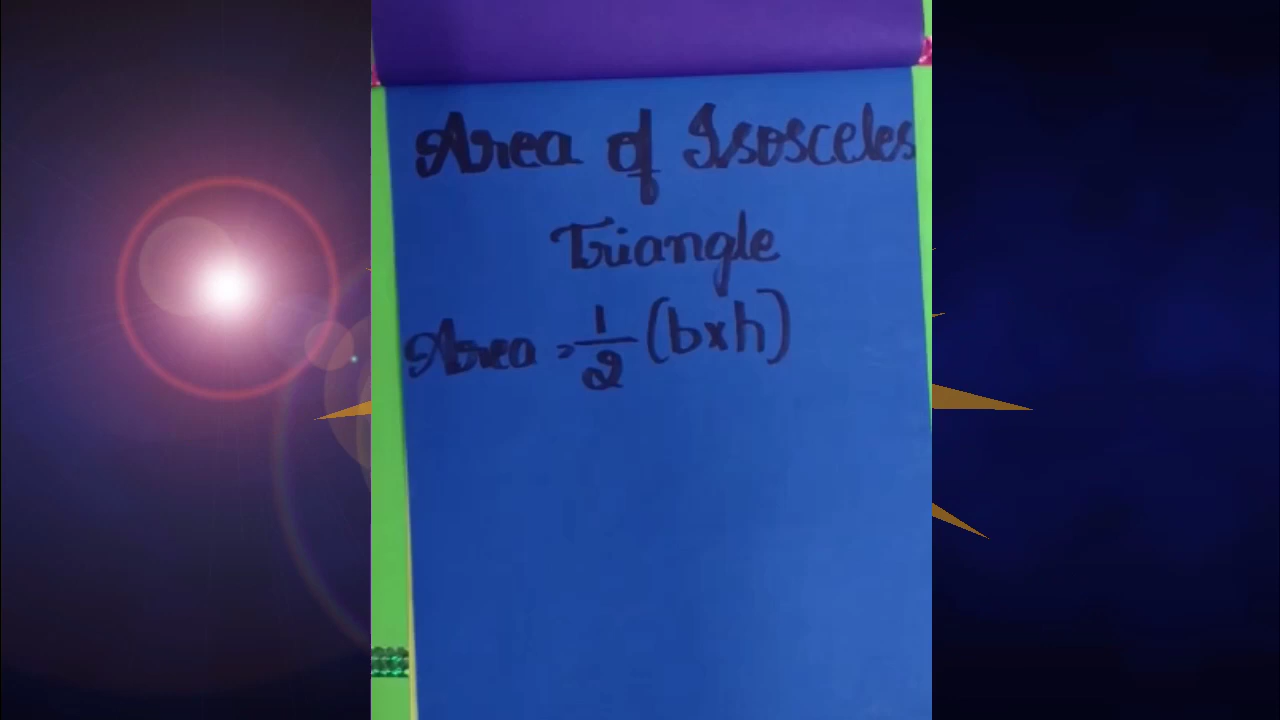 Area of Isosceles
Triangle
Area = 1/2 (b×h)